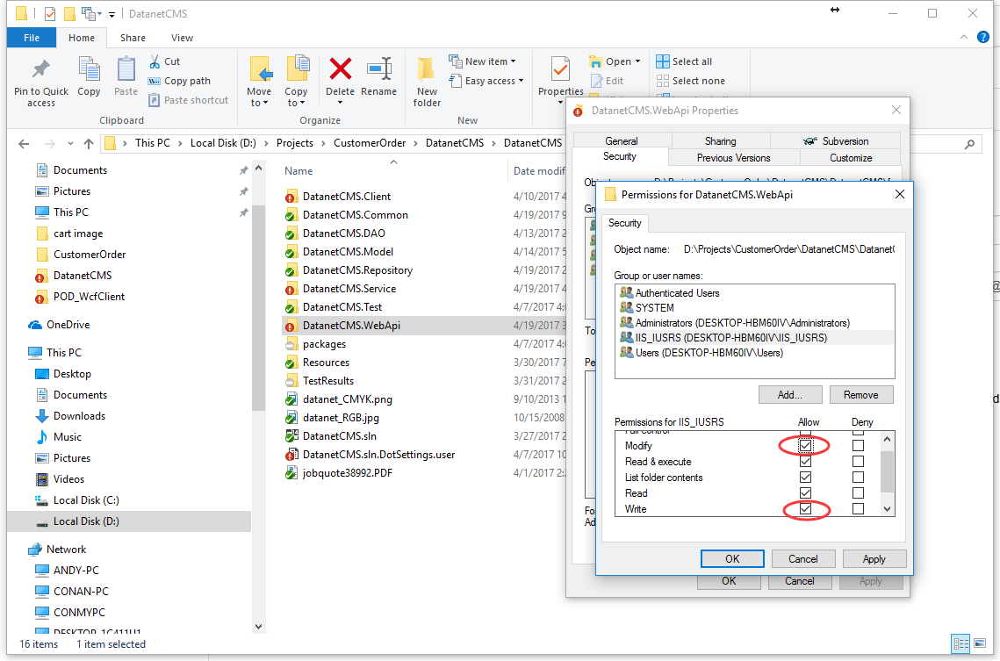 DatanetCMS
File Home Share View
Pin to Quick access
Copy
Paste
Cut
Copy path
Paste shortcut
Clipboard
Move to
Copy to
Delete
Rename
Organize
New folder
New item
Easy access
New
Properties
Open
Edit
Select all
Select none
This PC > Local Disk (D:) > Projects > CustomerOrder > DatanetCMS > DatanetCMS
Documents
Pictures
This PC
cart image
CustomerOrder
DatanetCMS
POD_WcfClient
OneDrive
This PC
Desktop
Documents
Downloads
Music
Pictures
Videos
Local Disk (C:)
Local Disk (D:)
Network
ANDY-PC
CONAN-PC
CONMYPC
DESKTOP-1C411U1
Name Date modif
DatanetCMS.Client 4/10/2017 4
DatanetCMS.Common 4/19/2017 9
DatanetCMS.DAO 4/13/2017 2
DatanetCMS.Model 4/14/2017 5
DatanetCMS.Repository 4/19/2017 2
DatanetCMS.Service 4/19/2017 4
DatanetCMS.Test 4/7/2017 4:0
DatanetCMS.WebApi 4/19/2017 3
packages 4/7/2017 4:0
Resources 3/30/2017 7
TestResults 3/31/2017 2
datanet_CMYK.png 9/10/2013 1
datanet_RGB.jpg 10/15/2008
DatanetCMS.sln 3/27/2017 2
DatanetCMS.sln.DotSettings.user 4/7/2017 10
jobquote38992.PDF 4/1/2017 2:2
16 items 1 item selected
DatanetCMS.WebApi Properties
General Sharing Subversion
Security Previous Versions Customize
Permissions for DatanetCMS.WebApi
Security
Object name: D:\Projects\CustomerOrder\DatanetCMS\Datanet
Group or user names:
Authenticated Users
SYSTEM
Administrators (DESKTOP-HBM60IV\Administrators)
IIS_IUSRS (DESKTOP-HBM60IV\IIS_IUSRS)
Users (DESKTOP-HBM60IV\Users)
Add... Remove
Permissions for IIS_IUSRS Allow Deny
Full control
Modify
Read & execute
List folder contents
Read
Write
OK Cancel Apply
OK Cancel Apply